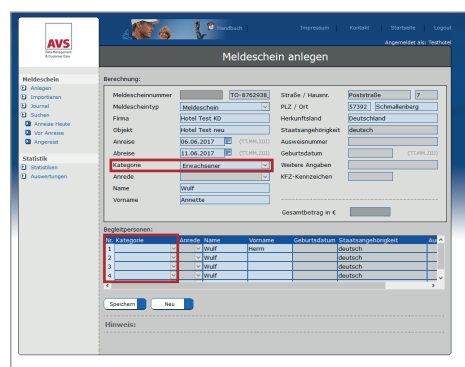 AVS
Data Management
& Customer Care
Handbuch
Impressum
Kontakt
Startseite
Logout
Angemeldet als: Testhotel
Meldeschein anlegen
Meldeschein
Anlegen
Importieren
Journal
Suchen
Anreise Heute
Vor Anreise
Angereist
Statistik
Statistiken
Auswertungen
Berechnung:
Meldescheinnummer TO-8762938
Meldescheintyp Meldeschein
Firma Hotel Test KD
Objekt Hotel Test neu
Anreise 06.06.2017 (TT.MM.JJJJ)
Abreise 11.06.2017 (TT.MM.JJJJ)
Kategorie Erwachsener
Anrede
Name Wulf
Vorname Annette
Straße / Hausnr. Poststraße 7
PLZ / Ort 57392 Schmallenberg
Herkunftsland Deutschland
Staatsangehörigkeit deutsch
Ausweisnummer
Geburtsdatum (TT.MM.JJJJ)
Weitere Angaben
KFZ-Kennzeichen
Gesamtbetrag in €
Begleitpersonen:
Nr. Kategorie Anrede Name Vorname Geburtsdatum Staatsangehörigkeit
1 Wulf Herrn deutsch
2 Wulf deutsch
3 Wulf deutsch
4 Wulf deutsch
Speichern
Neu
Hinweis: